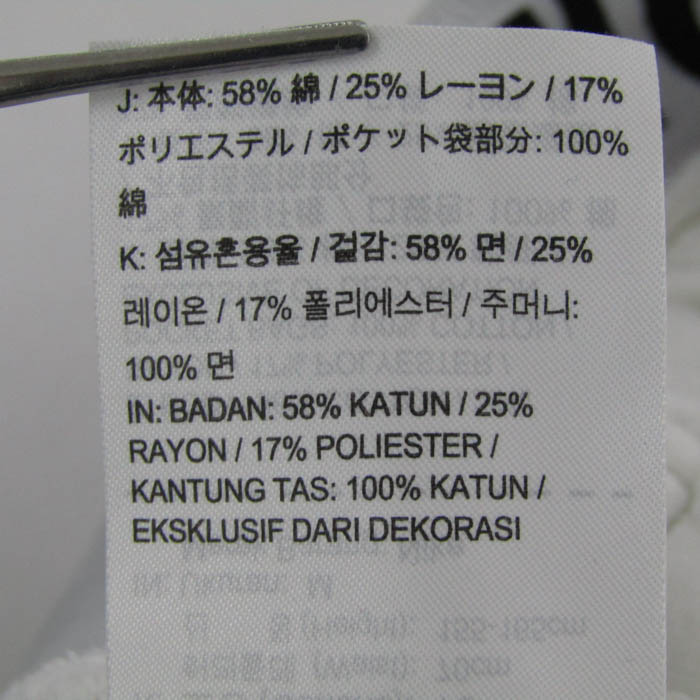 J: 本体: 58% 綿 / 25% レーヨン / 17%
ポリエステル / ポケット袋部分: 100%
綿
K: 섬유혼용율 / 겉감: 58% 면 / 25%
레이온 / 17% 폴리에스터 / 주머니:
100% 면
IN: BADAN: 58% KATUN / 25%
RAYON / 17% POLIESTER /
KANTUNG TAS: 100% KATUN /
EKSKLUSIF DARI DEKORASI